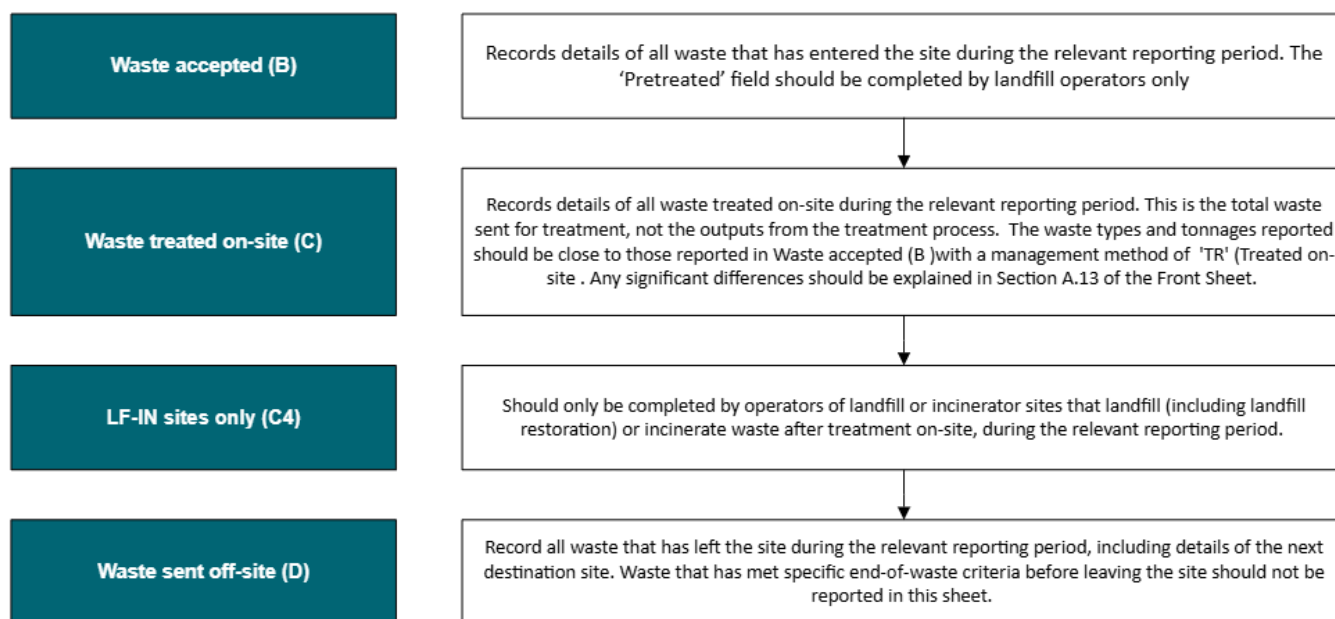 Waste accepted (B)
Records details of all waste that has entered the site during the relevant reporting period. The
‘Pretreated’ field should be completed by landfill operators only
Waste treated on-site (C)
Records details of all waste treated on-site during the relevant reporting period. This is the total waste
sent for treatment, not the outputs from the treatment process. The waste types and tonnages reported
should be close to those reported in Waste accepted (B )with a management method of 'TR' (Treated on-
site . Any significant differences should be explained in Section A.13 of the Front Sheet.
LF-IN sites only (C4)
Should only be completed by operators of landfill or incinerator sites that landfill (including landfill
restoration) or incinerate waste after treatment on-site, during the relevant reporting period.
Waste sent off-site (D)
Record all waste that has left the site during the relevant reporting period, including details of the next
destination site. Waste that has met specific end-of-waste criteria before leaving the site should not be
reported in this sheet.